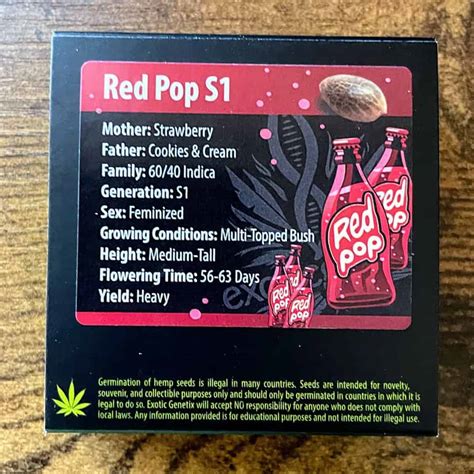 Red Pop S1
Mother: Strawberry
Father: Cookies & Cream
Family: 60/40 Indica
Generation: S1
Sex: Feminized
Growing Conditions: Multi-Topped Bush
Height: Medium-Tall
Flowering Time: 56-63 Days
Yield: Heavy
Red
pop
Red
pop
Red
pop
Germination of hemp seeds is illegal in many countries. Seeds are intended for novelty,
souvenir, and collectible purposes only and should only be germinated in countries in which it is
legal to do so. Exotic Genetix will accept NO responsibility for anyone who does not comply with
local laws. Any information provided is for educational purposes and not intended for illegal use.